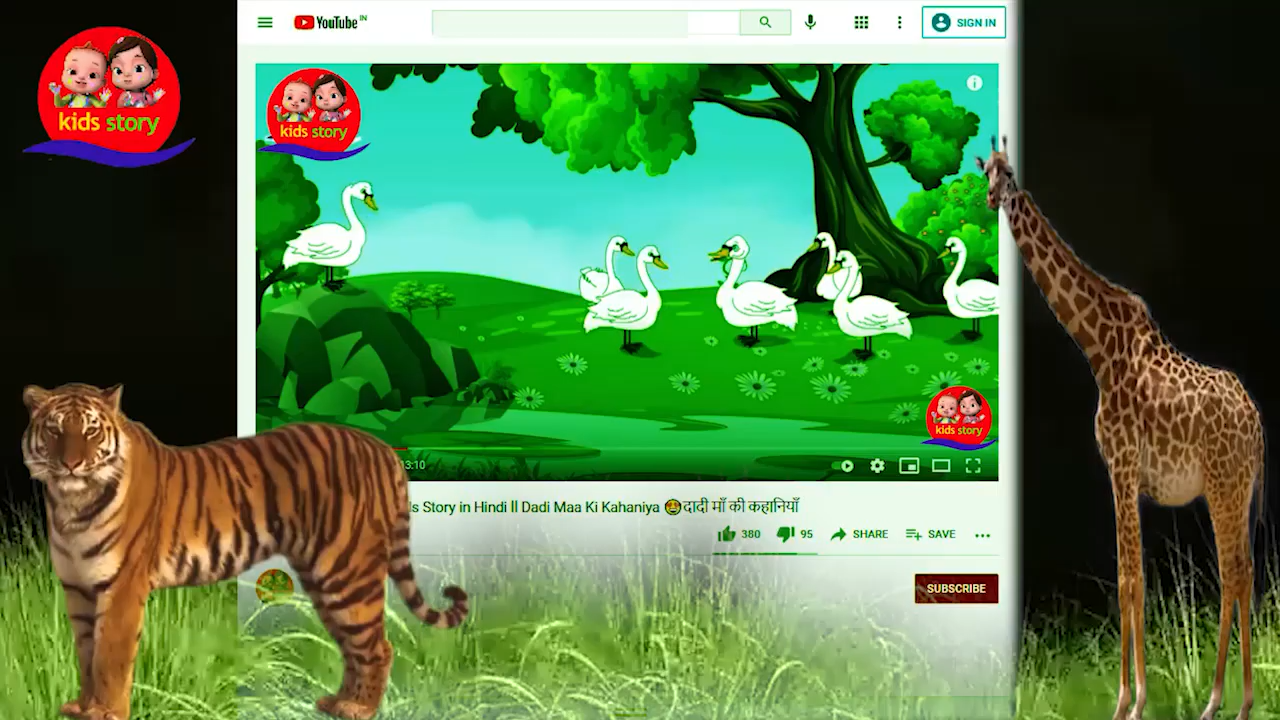 YouTube IN
SIGN IN
kids story
kids story
kids story
13:10
ls Story in Hindi ll Dadi Maa Ki Kahaniya 🤑दादी माँ की कहानियाँ
380 95 SHARE SAVE
SUBSCRIBE